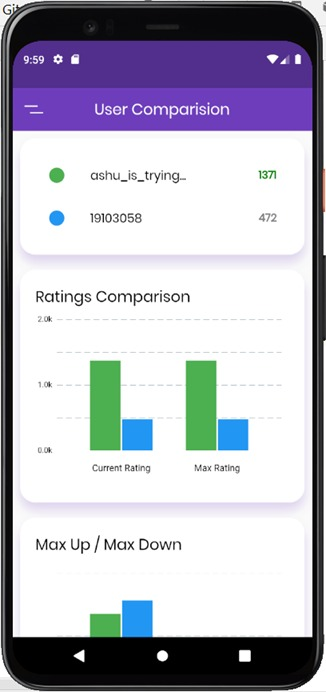 Git
9:59
User Comparision
ashu_is_trying... 1371
19103058 472
Ratings Comparison
2.0k
1.0k
0.0k
Current Rating Max Rating
Max Up / Max Down